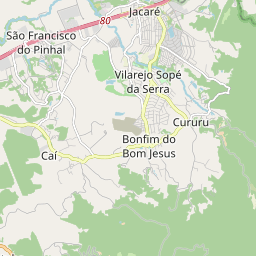 Jacaré
80
São Francisco
do Pinhal
Vilarejo Sopé
da Serra
Cururu
Bonfim do
Bom Jesus
Caí